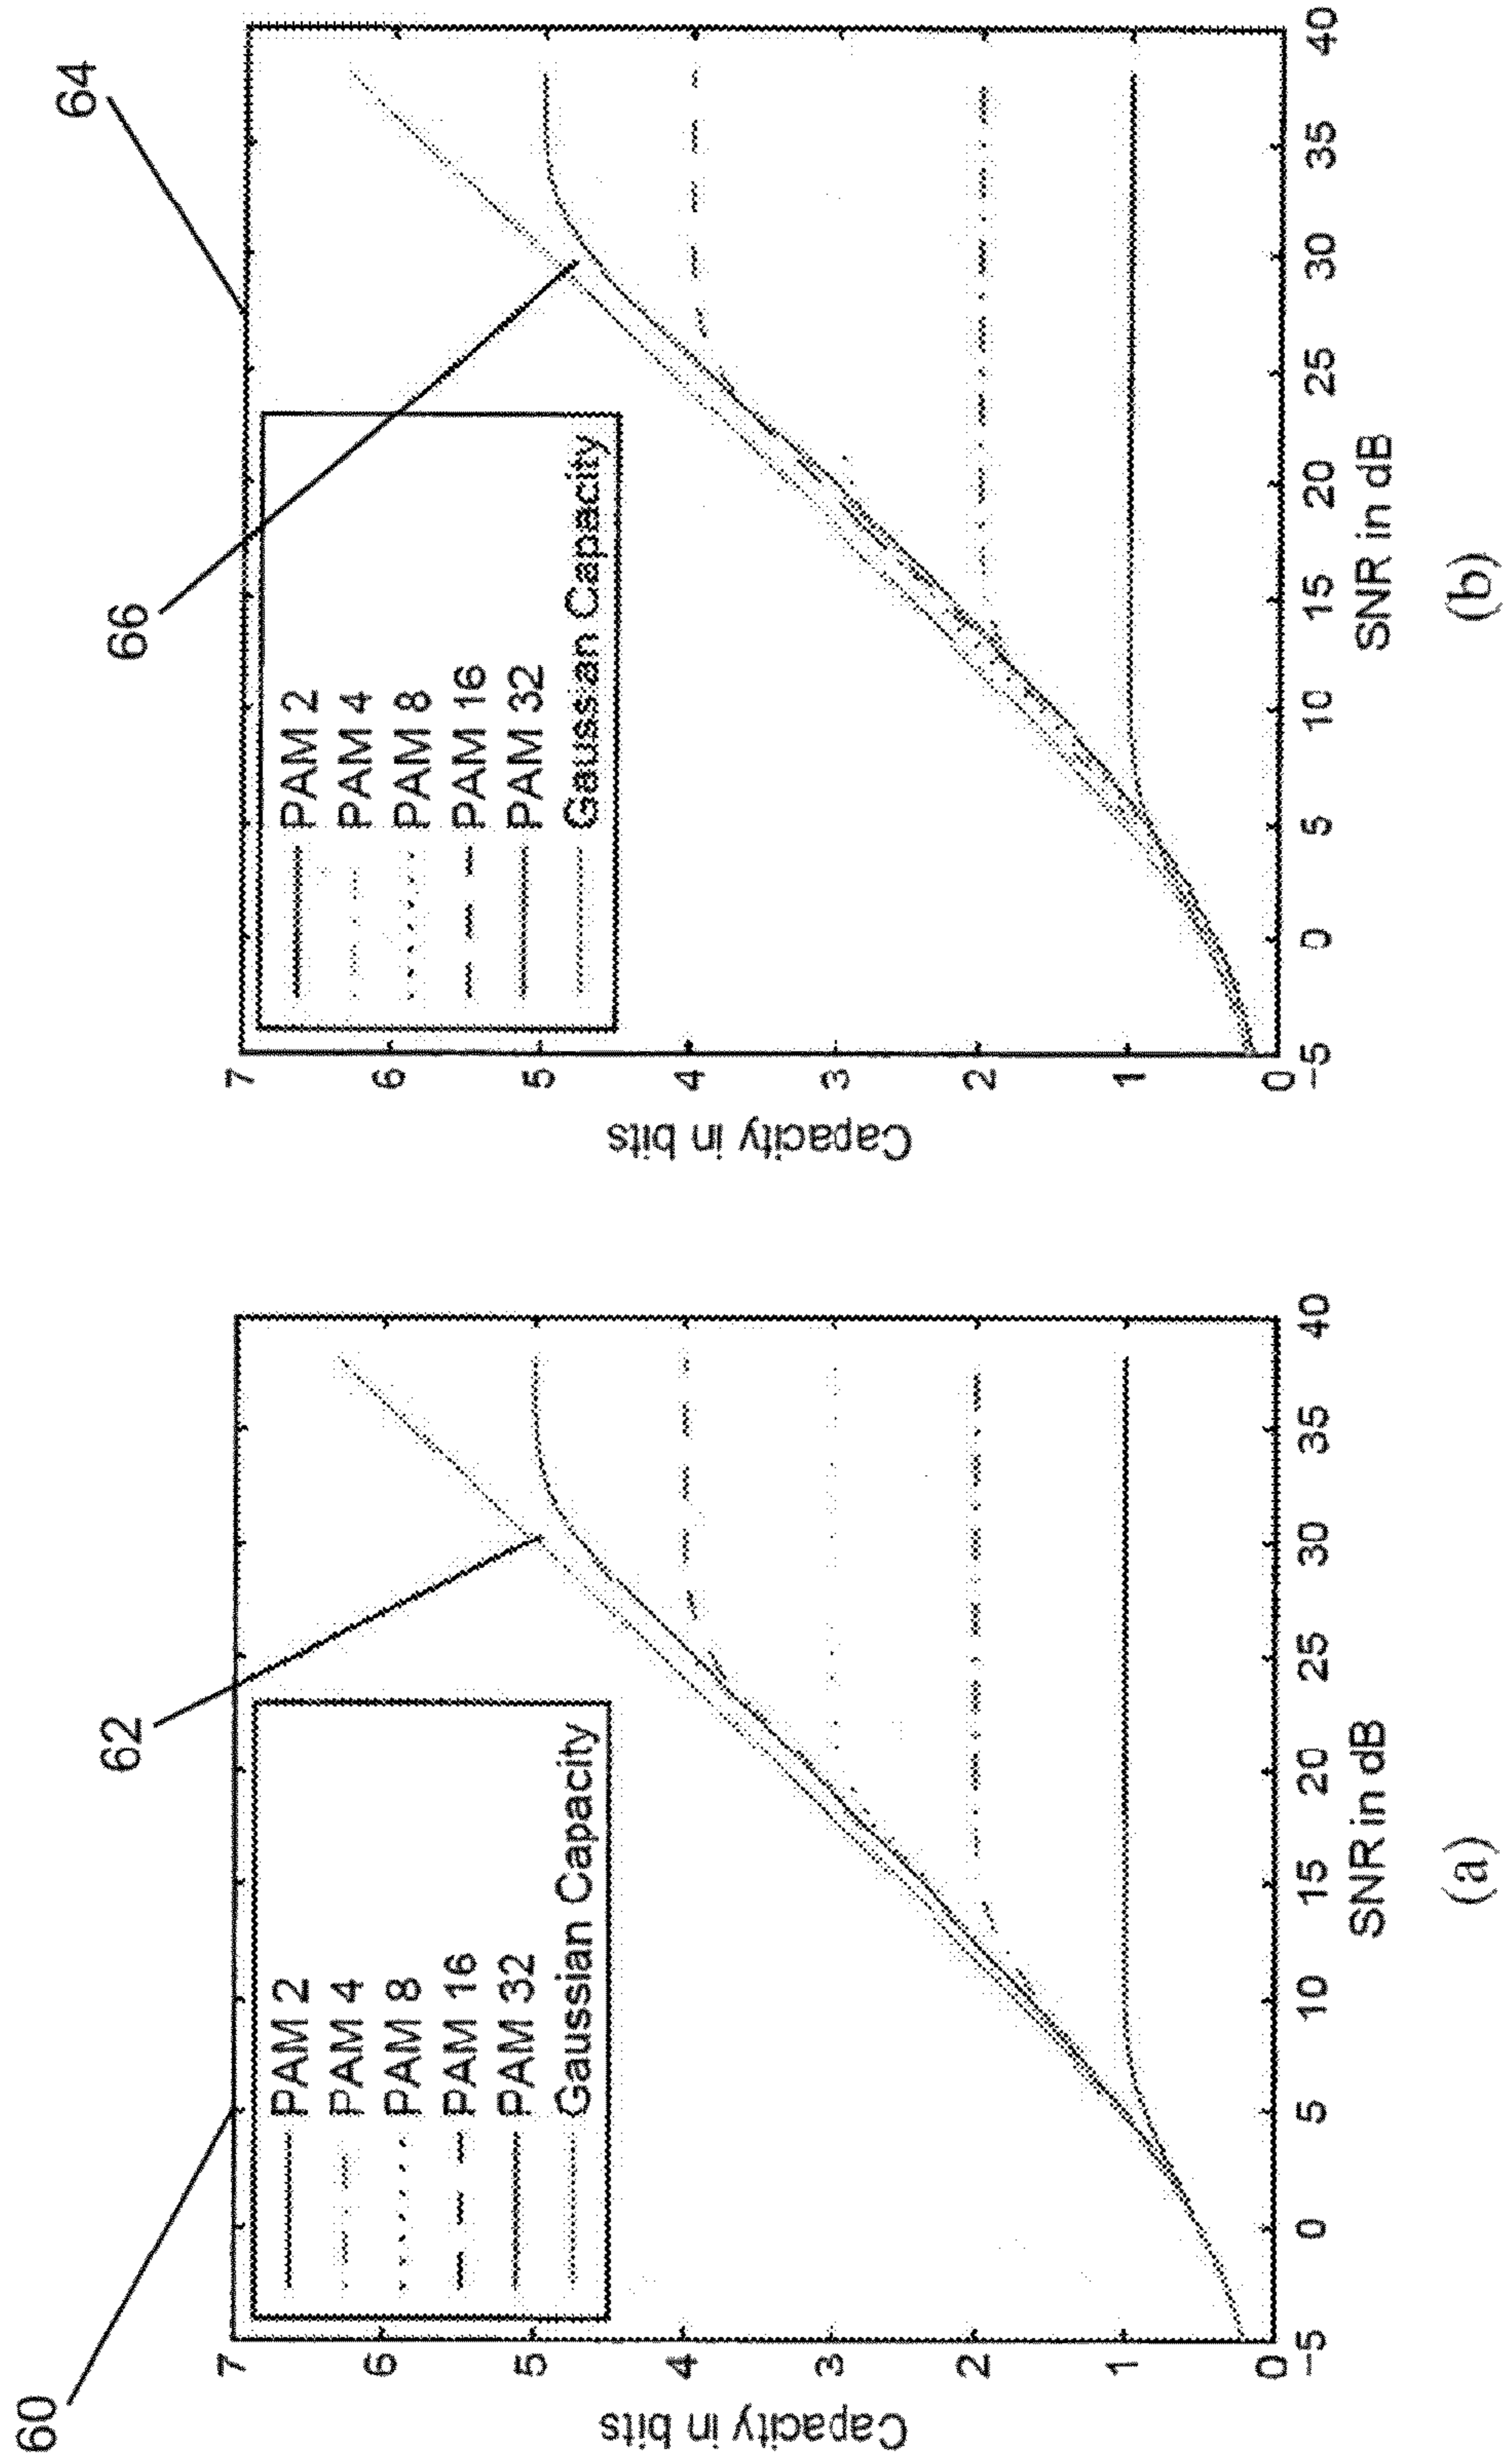 60
62
PAM 2
PAM 4
PAM 8
PAM 16
PAM 32
Gaussian Capacity
7
6
5
4
3
2
1
0
Capacity in bits
-5
0
5
10
15
20
25
30
35
40
SNR in dB
(a)
64
66
PAM 2
PAM 4
PAM 8
PAM 16
PAM 32
Gaussian Capacity
7
6
5
4
3
2
1
0
Capacity in bits
-5
0
5
10
15
20
25
30
35
40
SNR in dB
(b)